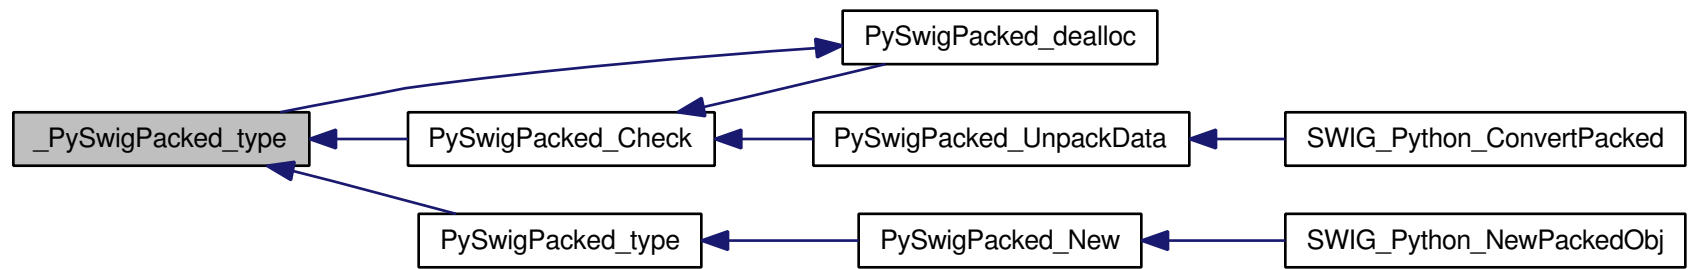 PySwigPacked_dealloc
_PySwigPacked_type
PySwigPacked_Check
PySwigPacked_UnpackData
SWIG_Python_ConvertPacked
PySwigPacked_type
PySwigPacked_New
SWIG_Python_NewPackedObj